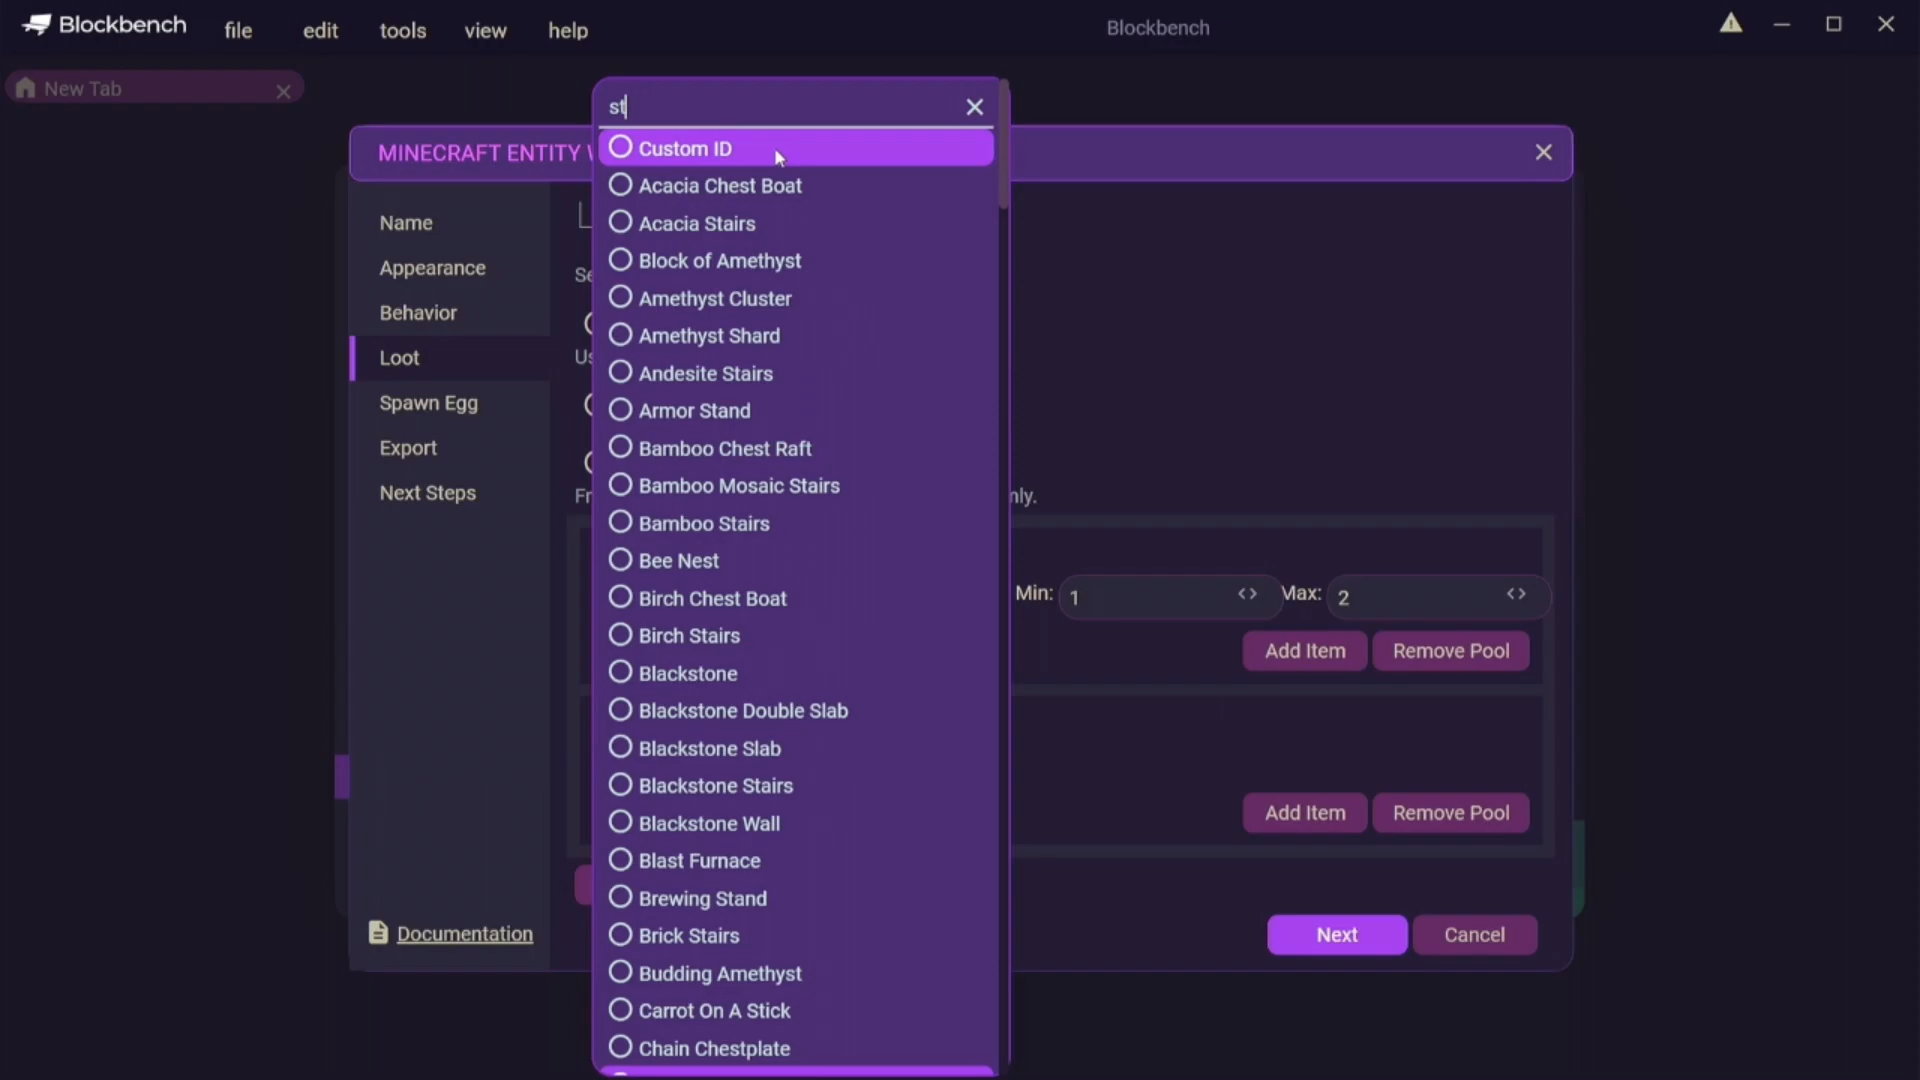 Blockbench
file
edit
tools
view
help
Blockbench
New Tab
st
MINECRAFT ENTITY
Name
Appearance
Behavior
Loot
Spawn Egg
Export
Next Steps
Documentation
Custom ID
Acacia Chest Boat
Acacia Stairs
Block of Amethyst
Amethyst Cluster
Amethyst Shard
Andesite Stairs
Armor Stand
Bamboo Chest Raft
Bamboo Mosaic Stairs
Bamboo Stairs
Bee Nest
Birch Chest Boat
Birch Stairs
Blackstone
Blackstone Double Slab
Blackstone Slab
Blackstone Stairs
Blackstone Wall
Blast Furnace
Brewing Stand
Brick Stairs
Budding Amethyst
Carrot On A Stick
Chain Chestplate
Min: 1
Max: 2
Add Item
Remove Pool
Add Item
Remove Pool
Next
Cancel